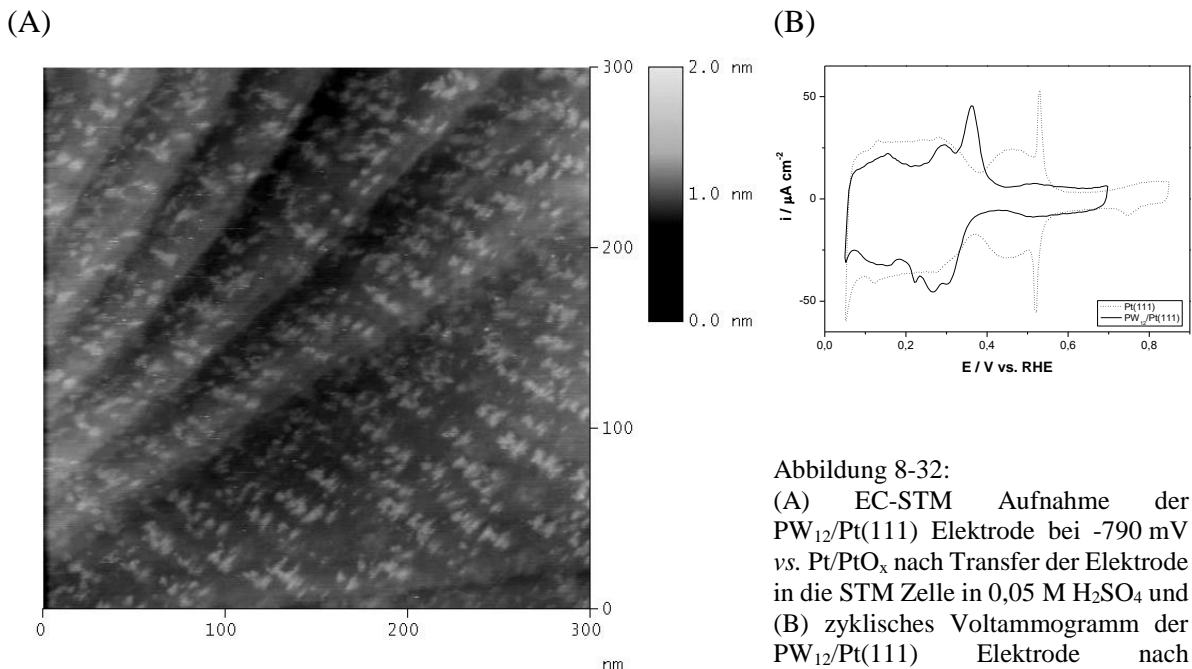 (A)
300
200
100
0
0
100
200
300
nm
2.0 nm
1.0 nm
0.0 nm
(B)
50
0
-50
i / µA cm⁻²
0,0
0,2
0,4
0,6
0,8
E / V vs. RHE
Pt(111)
PW₁₂/Pt(111)
Abbildung 8-32:
(A) EC-STM Aufnahme der
PW₁₂/Pt(111) Elektrode bei -790 mV
vs. Pt/PtOₓ nach Transfer der Elektrode
in die STM Zelle in 0,05 M H₂SO₄ und
(B) zyklisches Voltammogramm der
PW₁₂/Pt(111) Elektrode nach